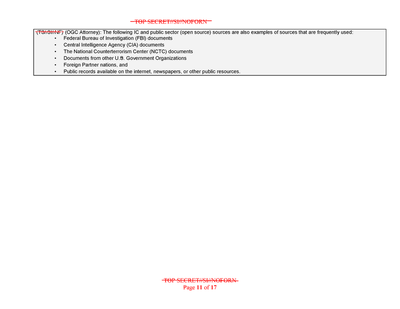 TOP SECRET//SI//NOFORN
(OGC Attorney): The following IC and public sector (open source) sources are also examples of sources that are frequently used:
• Federal Bureau of Investigation (FBI) documents
• Central Intelligence Agency (CIA) documents
• The National Counterterrorism Center (NCTC) documents
• Documents from other U.S. Government Organizations
• Foreign Partner nations, and
• Public records available on the internet, newspapers, or other public resources.
TOP SECRET//SI//NOFORN
Page 11 of 17